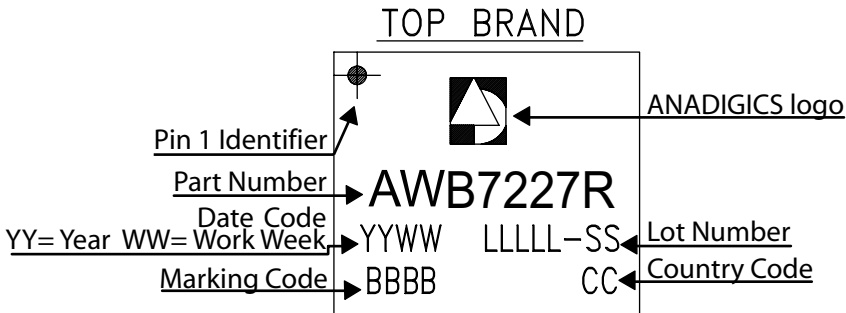 TOP BRAND
ANADIGICS logo
Pin 1 Identifier
Part Number
AWB7227R
Date Code
YY= Year WW= Work Week
YYWW LLLLL-SS
Lot Number
Marking Code
BBBB CC
Country Code